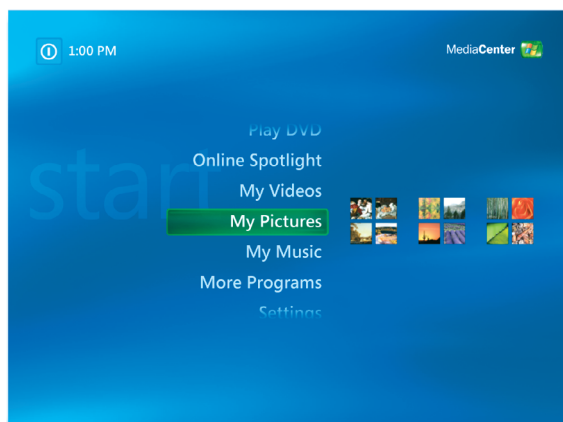 1:00 PM
MediaCenter
start
Play DVD
Online Spotlight
My Videos
My Pictures
My Music
More Programs
Settings